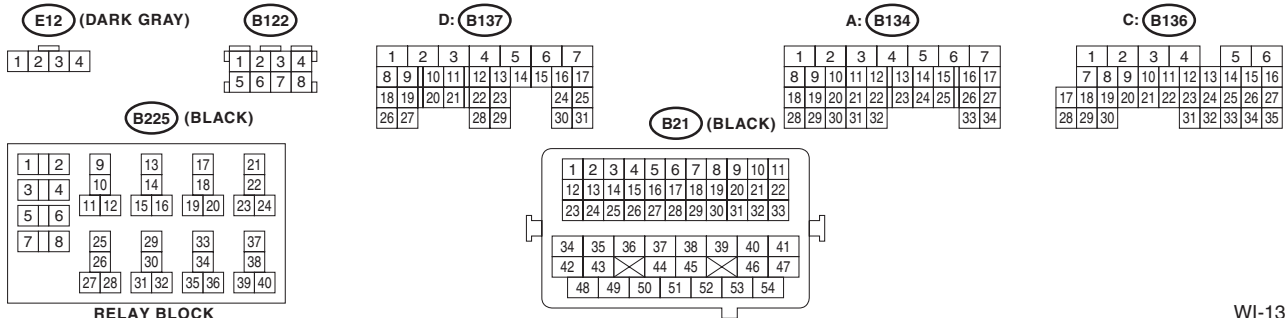 E12 (DARK GRAY)
1 2 3 4
B122
1 2 3 4
5 6 7 8
D: B137
1 2 3 4 5 6 7
8 9 10 11 12 13 14 15 16 17
18 19 20 21 22 23 24 25
26 27 28 29 30 31
A: B134
1 2 3 4 5 6 7
8 9 10 11 12 13 14 15 16 17
18 19 20 21 22 23 24 25 26 27
28 29 30 31 32 33 34
C: B136
1 2 3 4 5 6
7 8 9 10 11 12 13 14 15 16
17 18 19 20 21 22 23 24 25 26 27
28 29 30 31 32 33 34 35
B225 (BLACK)
1 2 9 13 17 21
3 4 10 14 18 22
11 12 15 16 19 20 23 24
5 6
7 8 25 29 33 37
26 30 34 38
27 28 31 32 35 36 39 40
RELAY BLOCK
B21 (BLACK)
1 2 3 4 5 6 7 8 9 10 11
12 13 14 15 16 17 18 19 20 21 22
23 24 25 26 27 28 29 30 31 32 33
34 35 36 37 38 39 40 41
42 43 44 45 46 47
48 49 50 51 52 53 54
WI-13